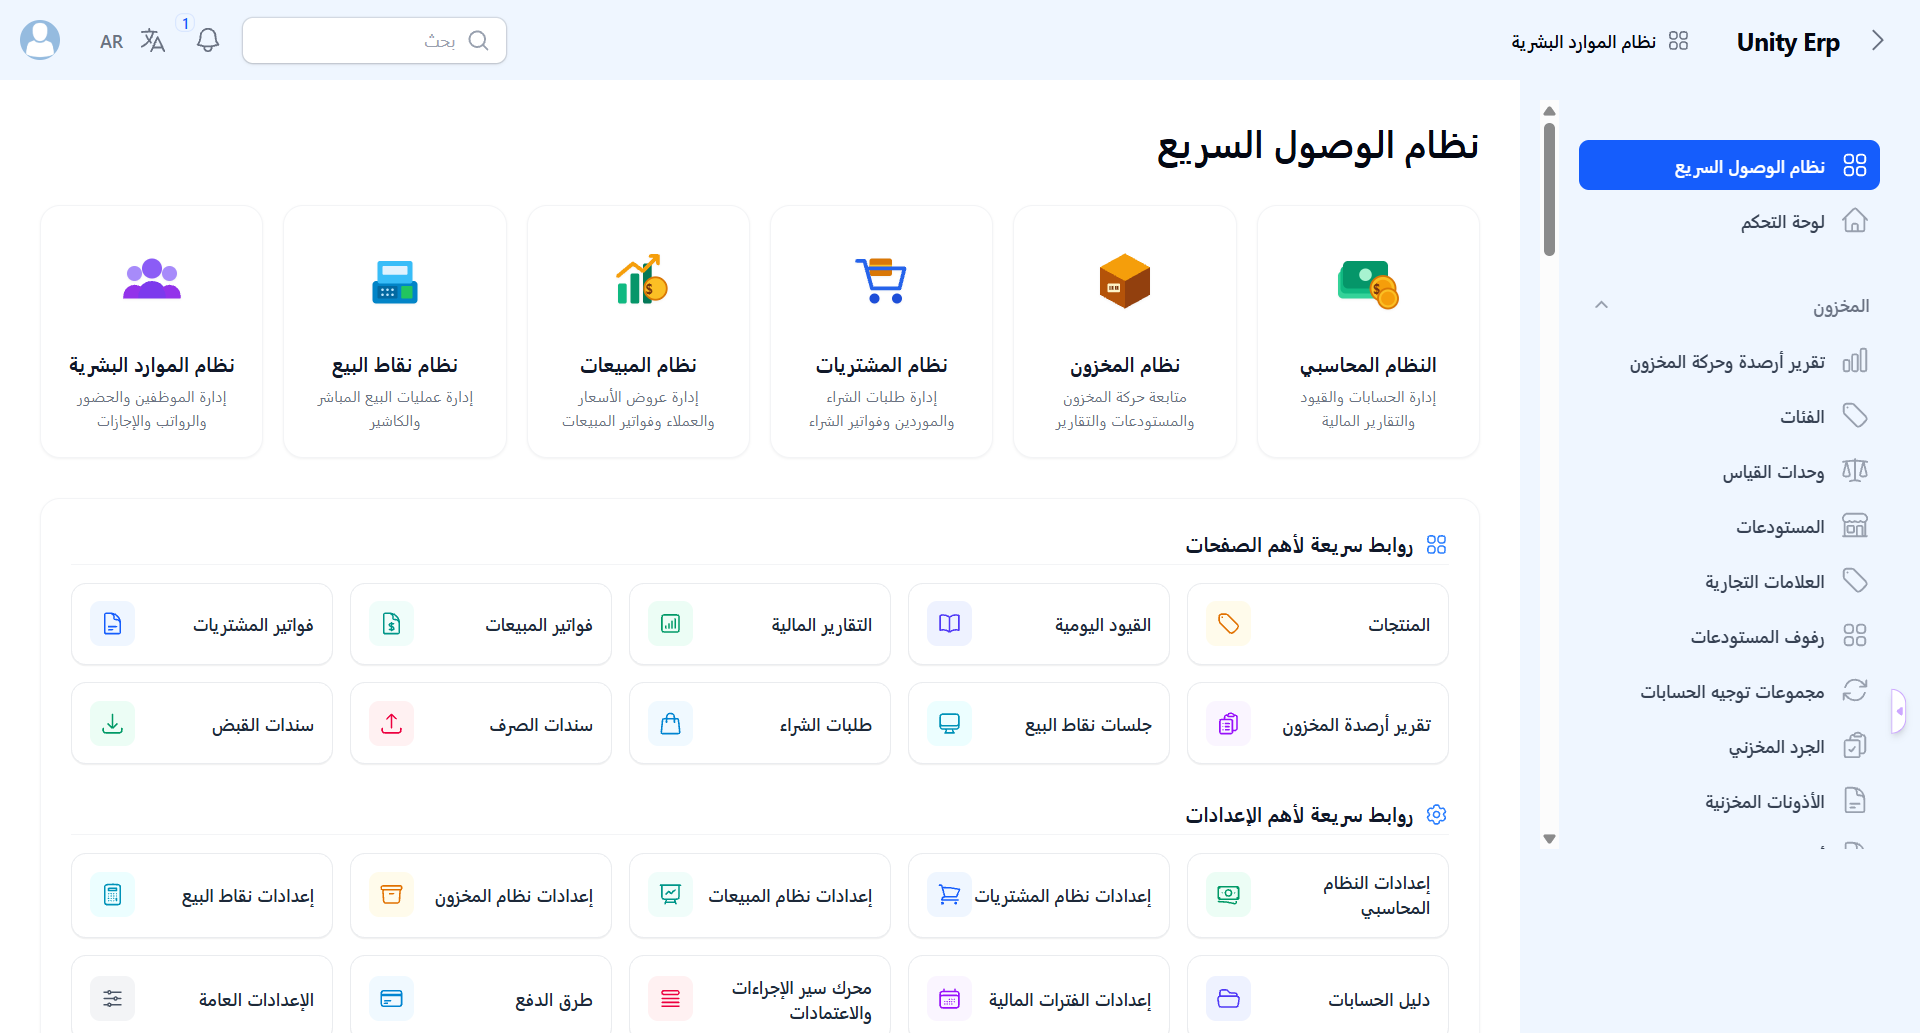 Unity Erp
نظام الموارد البشرية
بحث
1
AR
نظام الوصول السريع
لوحة التحكم
المخزون
تقرير أرصدة وحركة المخزون
الفئات
وحدات القياس
المستودعات
العلامات التجارية
رفوف المستودعات
مجموعات توجيه الحسابات
الجرد المخزني
الأذونات المخزنية
نظام الوصول السريع
النظام المحاسبي
إدارة الحسابات والقيود
والتقارير المالية
نظام المخزون
متابعة حركة المخزون
والمستودعات والتقارير
نظام المشتريات
إدارة طلبات الشراء
والموردين وفواتير الشراء
نظام المبيعات
إدارة عروض الأسعار
والعملاء وفواتير المبيعات
نظام نقاط البيع
إدارة عمليات البيع المباشر
والكاشير
نظام الموارد البشرية
إدارة الموظفين والحضور
والرواتب والإجازات
روابط سريعة لأهم الصفحات
المنتجات
القيود اليومية
التقارير المالية
فواتير المبيعات
فواتير المشتريات
تقرير أرصدة المخزون
جلسات نقاط البيع
طلبات الشراء
سندات الصرف
سندات القبض
روابط سريعة لأهم الإعدادات
إعدادات النظام
المحاسبي
إعدادات نظام المشتريات
إعدادات نظام المبيعات
إعدادات نظام المخزون
إعدادات نقاط البيع
دليل الحسابات
إعدادات الفترات المالية
محرك سير الإجراءات
والاعتمادات
طرق الدفع
الإعدادات العامة